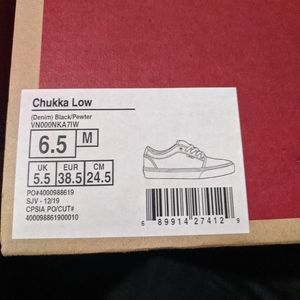 Chukka Low
(Denim) Black/Pewter
VN000NKA7IW
6.5 M
UK EUR CM
5.5 38.5 24.5
PO#4000988619
SJV - 12/19
CPSIA PO/CUT#
400098861900010
6 89914 27412 9